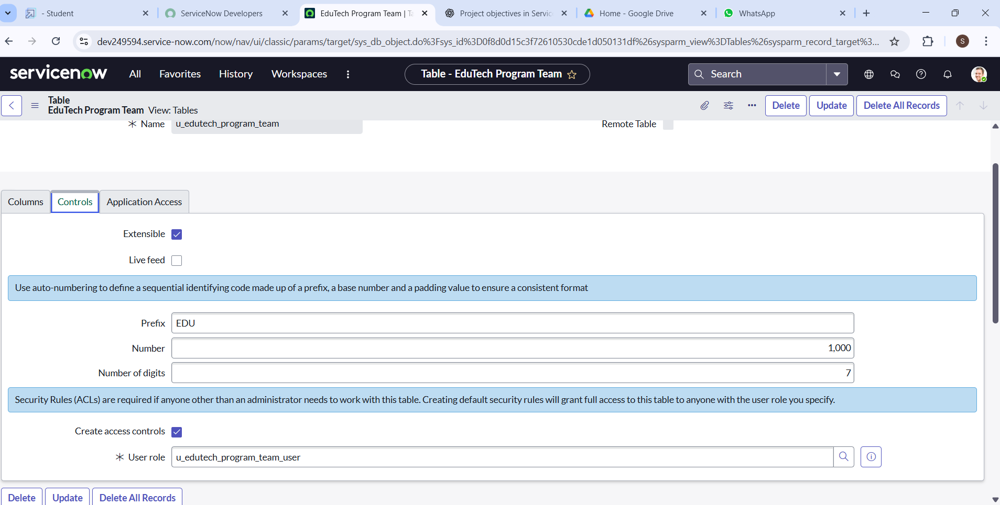 - Student
ServiceNow Developers
EduTech Program Team | Ta
Project objectives in Servic
Home - Google Drive
WhatsApp
dev249594.service-now.com/now/nav/ui/classic/params/target/sys_db_object.do%3Fsys_id%3D0f8d0d15c3f72610530cde1d050131df%26sysparm_view%3DTables%26sysparm_record_target%3...
S
servicenow
All
Favorites
History
Workspaces
Table - EduTech Program Team
Search
Table
EduTech Program Team View: Tables
Delete
Update
Delete All Records
Name
u_edutech_program_team
Remote Table
Columns
Controls
Application Access
Extensible
Live feed
Use auto-numbering to define a sequential identifying code made up of a prefix, a base number and a padding value to ensure a consistent format
Prefix
EDU
Number
1,000
Number of digits
7
Security Rules (ACLs) are required if anyone other than an administrator needs to work with this table. Creating default security rules will grant full access to this table to anyone with the user role you specify.
Create access controls
User role
u_edutech_program_team_user
Delete
Update
Delete All Records